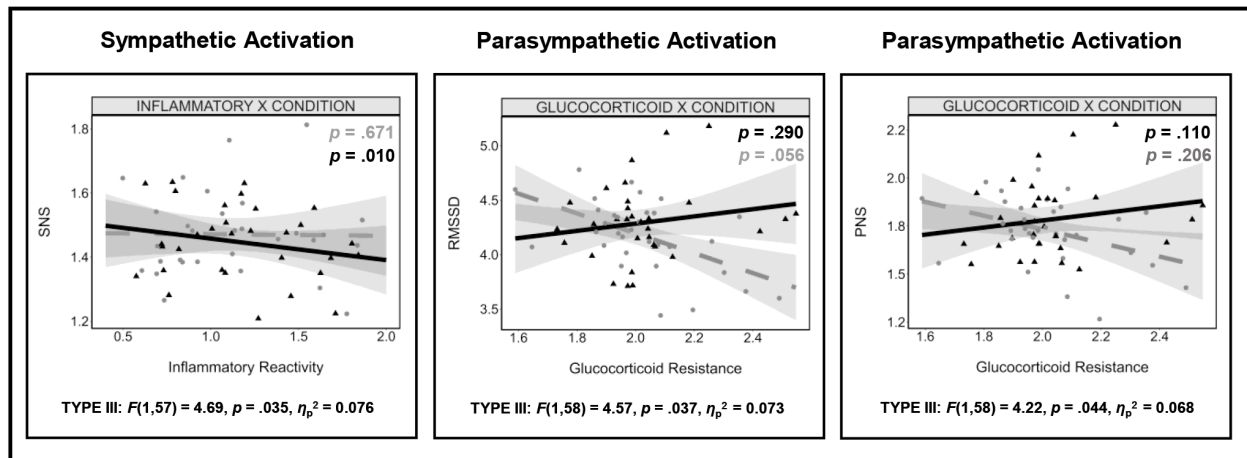 Sympathetic Activation
INFLAMMATORY X CONDITION
p = .671
p = .010
SNS
1.8
1.6
1.4
1.2
0.5 1.0 1.5 2.0
Inflammatory Reactivity
TYPE III: F(1,57) = 4.69, p = .035, ηp² = 0.076
Parasympathetic Activation
GLUCOCORTICOID X CONDITION
p = .290
p = .056
RMSSD
5.0
4.5
4.0
3.5
1.6 1.8 2.0 2.2 2.4
Glucocorticoid Resistance
TYPE III: F(1,58) = 4.57, p = .037, ηp² = 0.073
Parasympathetic Activation
GLUCOCORTICOID X CONDITION
p = .110
p = .206
PNS
2.2
2.0
1.8
1.5
1.2
1.6 1.8 2.0 2.2 2.4
Glucocorticoid Resistance
TYPE III: F(1,58) = 4.22, p = .044, ηp² = 0.068